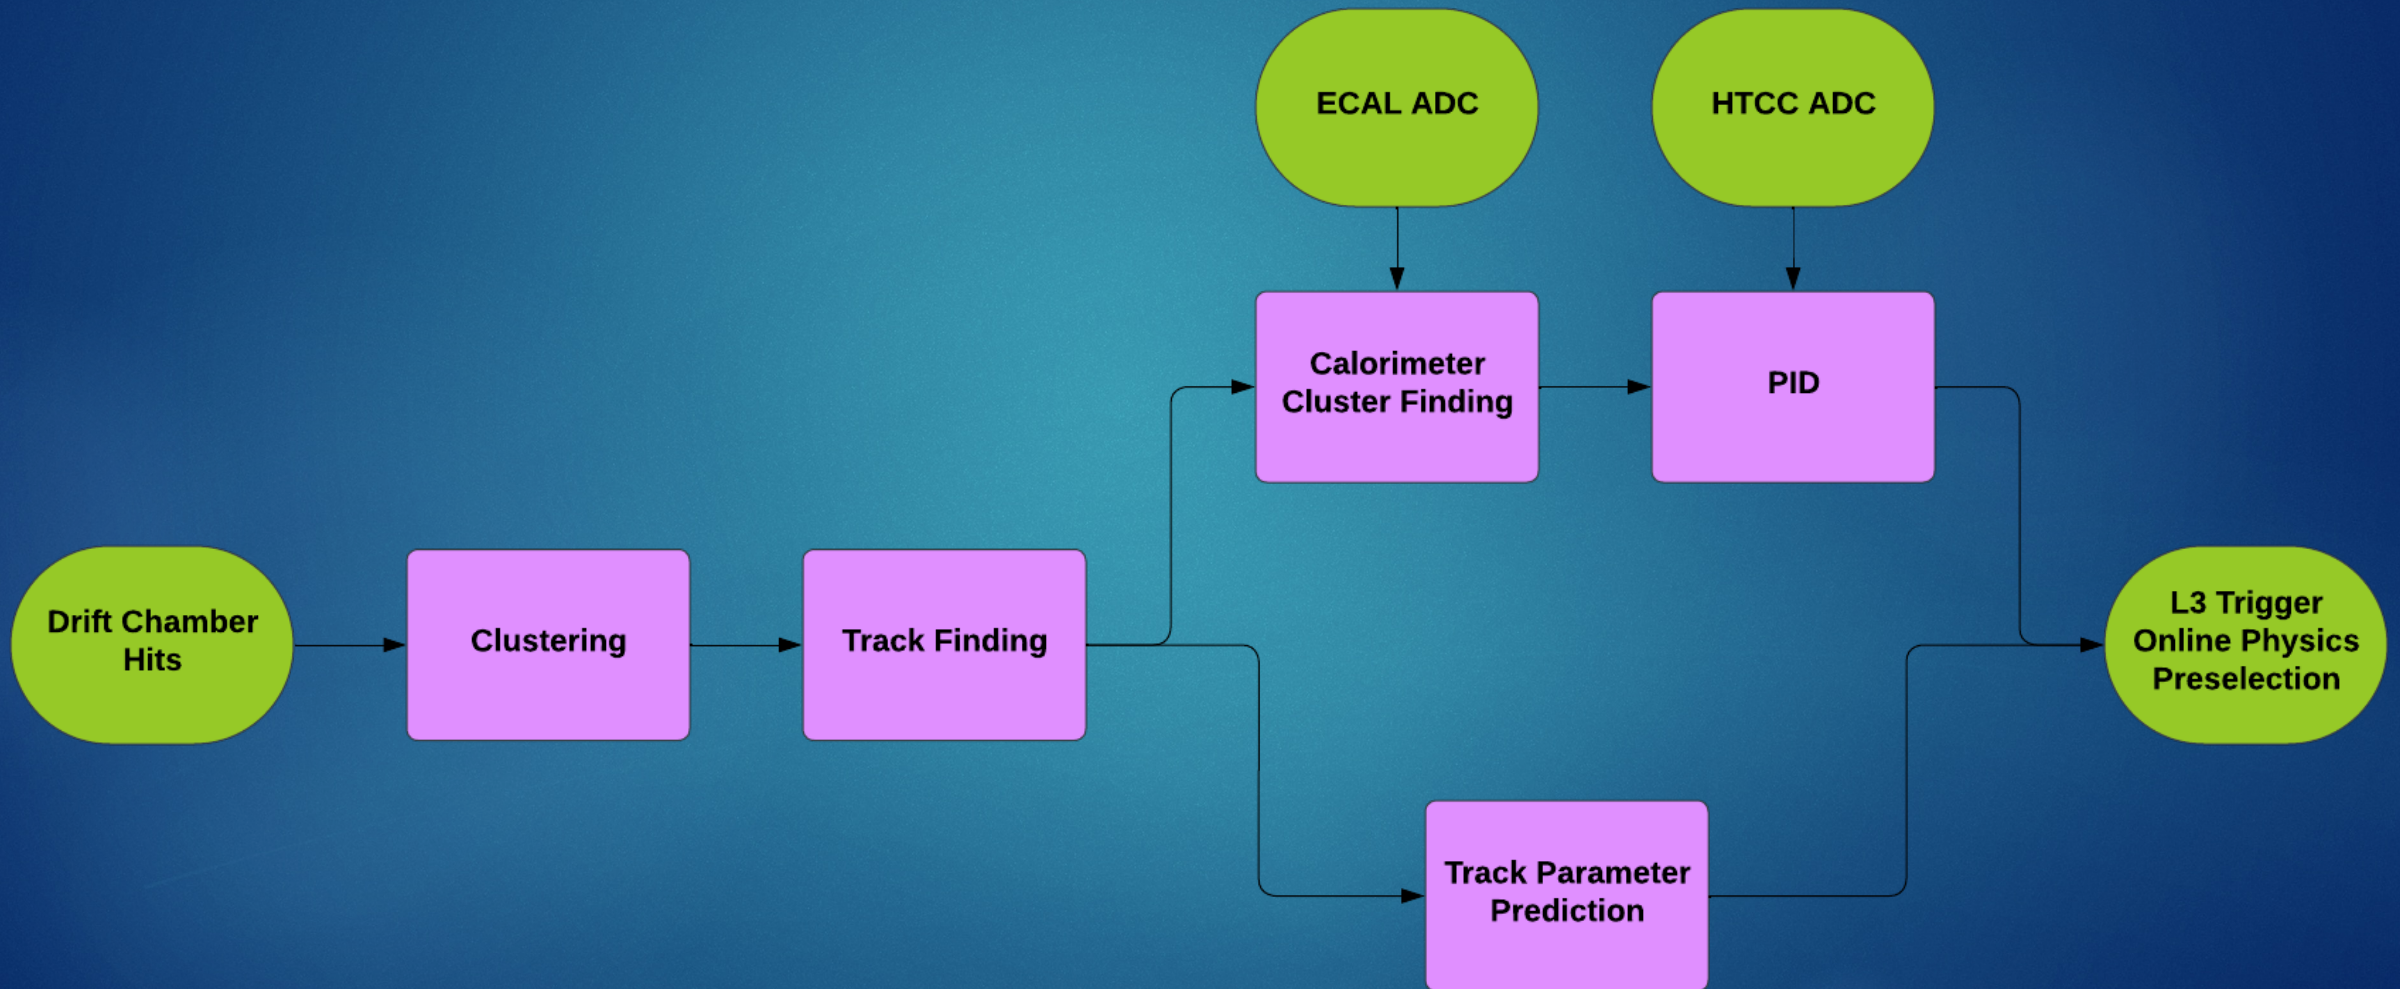 ECAL ADC
HTCC ADC
Calorimeter
Cluster Finding
PID
Drift Chamber
Hits
Clustering
Track Finding
L3 Trigger
Online Physics
Preselection
Track Parameter
Prediction